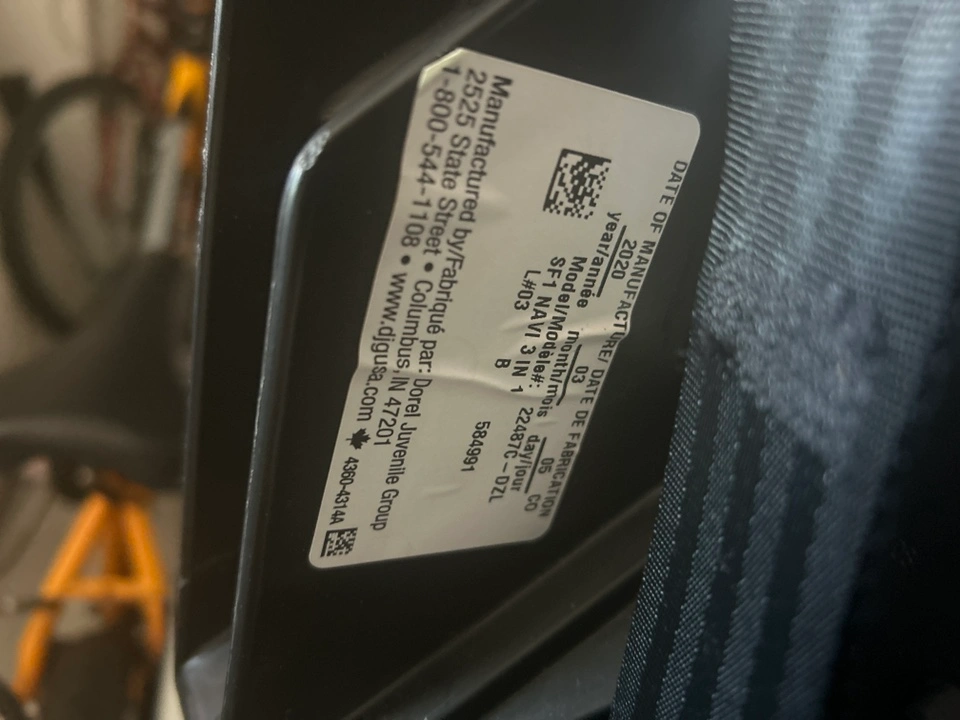 DATE OF MANUFACTURE/ DATE DE FABRICATION
2020 03 05 CO
year/année month/mois day/jour
Model/Modèle#: 22487C-DZL
SF1 NAVI 3 IN 1
L#03 B 584991
Manufactured by/Fabriqué par: Dorel Juvenile Group
2525 State Street • Columbus, IN 47201
1-800-544-1108 • www.djgusa.com 4360-4314A